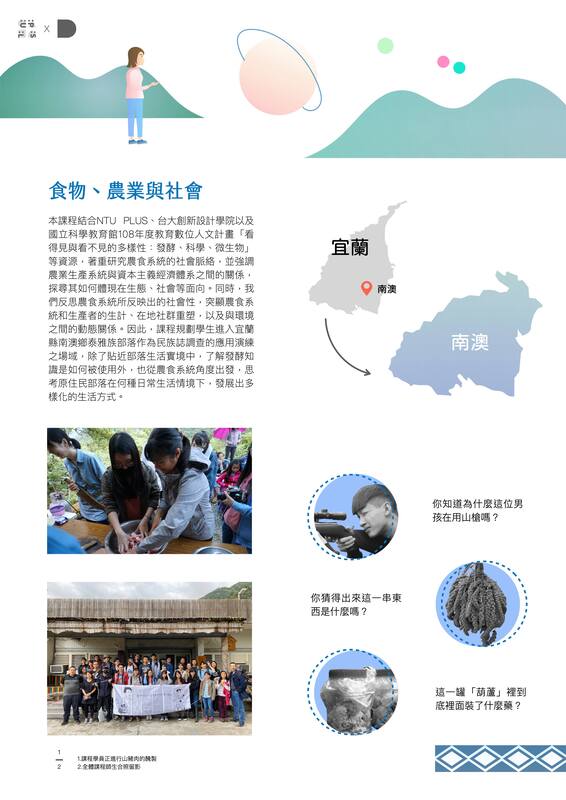 X
食物、農業與社會
本課程結合NTU PLUS、台大創新設計學院以及
國立科學教育館108年度教育數位人文計畫「看
得見與看不見的多樣性：發酵、科學、微生物」
等資源，著重研究農食系統的社會脈絡，並強調
農業生產系統與資本主義經濟體系之間的關係，
探尋其如何體現在生態、社會等面向。同時，我
們反思農食系統所反映出的社會性，突顯農食系
統和生產者的生計、在地社群重塑，以及與環境
之間的動態關係。因此，課程規劃學生進入宜蘭
縣南澳鄉泰雅族部落作為民族誌調查的應用演練
之場域，除了貼近部落生活實境中，了解發酵知
識是如何被使用外，也從農食系統角度出發，思
考原住民部落在何種日常生活情境下，發展出多
樣化的生活方式。
宜蘭
南澳
南澳
你知道為什麼這位男
孩在用山槍嗎？
你猜得出來這一串東
西是什麼嗎？
這一罐「葫蘆」裡到
底裡面裝了什麼藥？
1
2
1.課程學員正進行山豬肉的醃製
2.全體課程師生合照留影